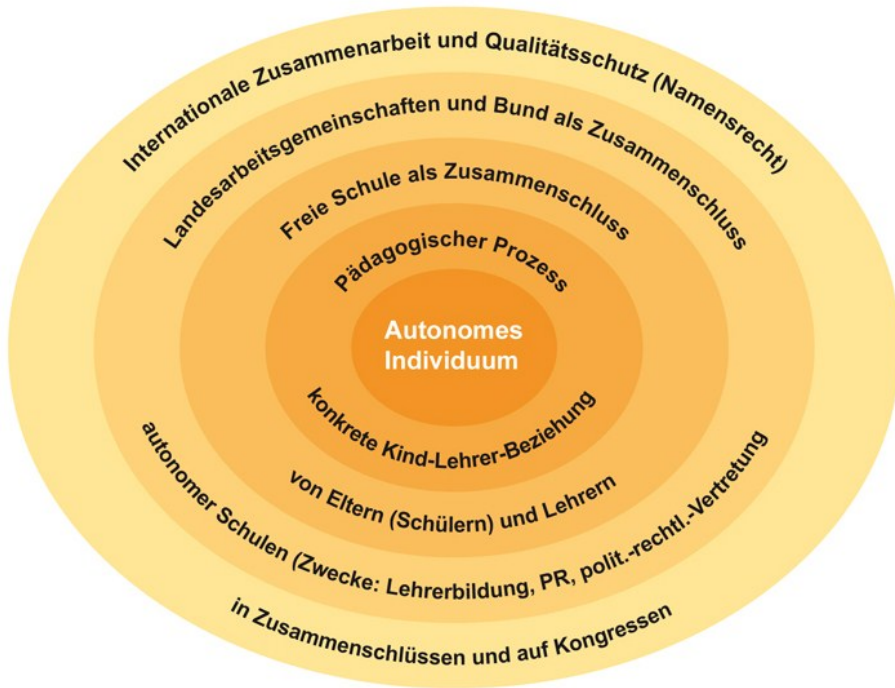 Internationale Zusammenarbeit und Qualitätsschutz (Namensrecht)
Landesarbeitsgemeinschaften und Bund als Zusammenschluss
Freie Schule als Zusammenschluss
Pädagogischer Prozess
Autonomes
Individuum
konkrete Kind-Lehrer-Beziehung
von Eltern (Schülern) und Lehrern
autonomer Schulen (Zwecke: Lehrerbildung, PR, polit.-rechtl.-Vertretung
in Zusammenschlüssen und auf Kongressen